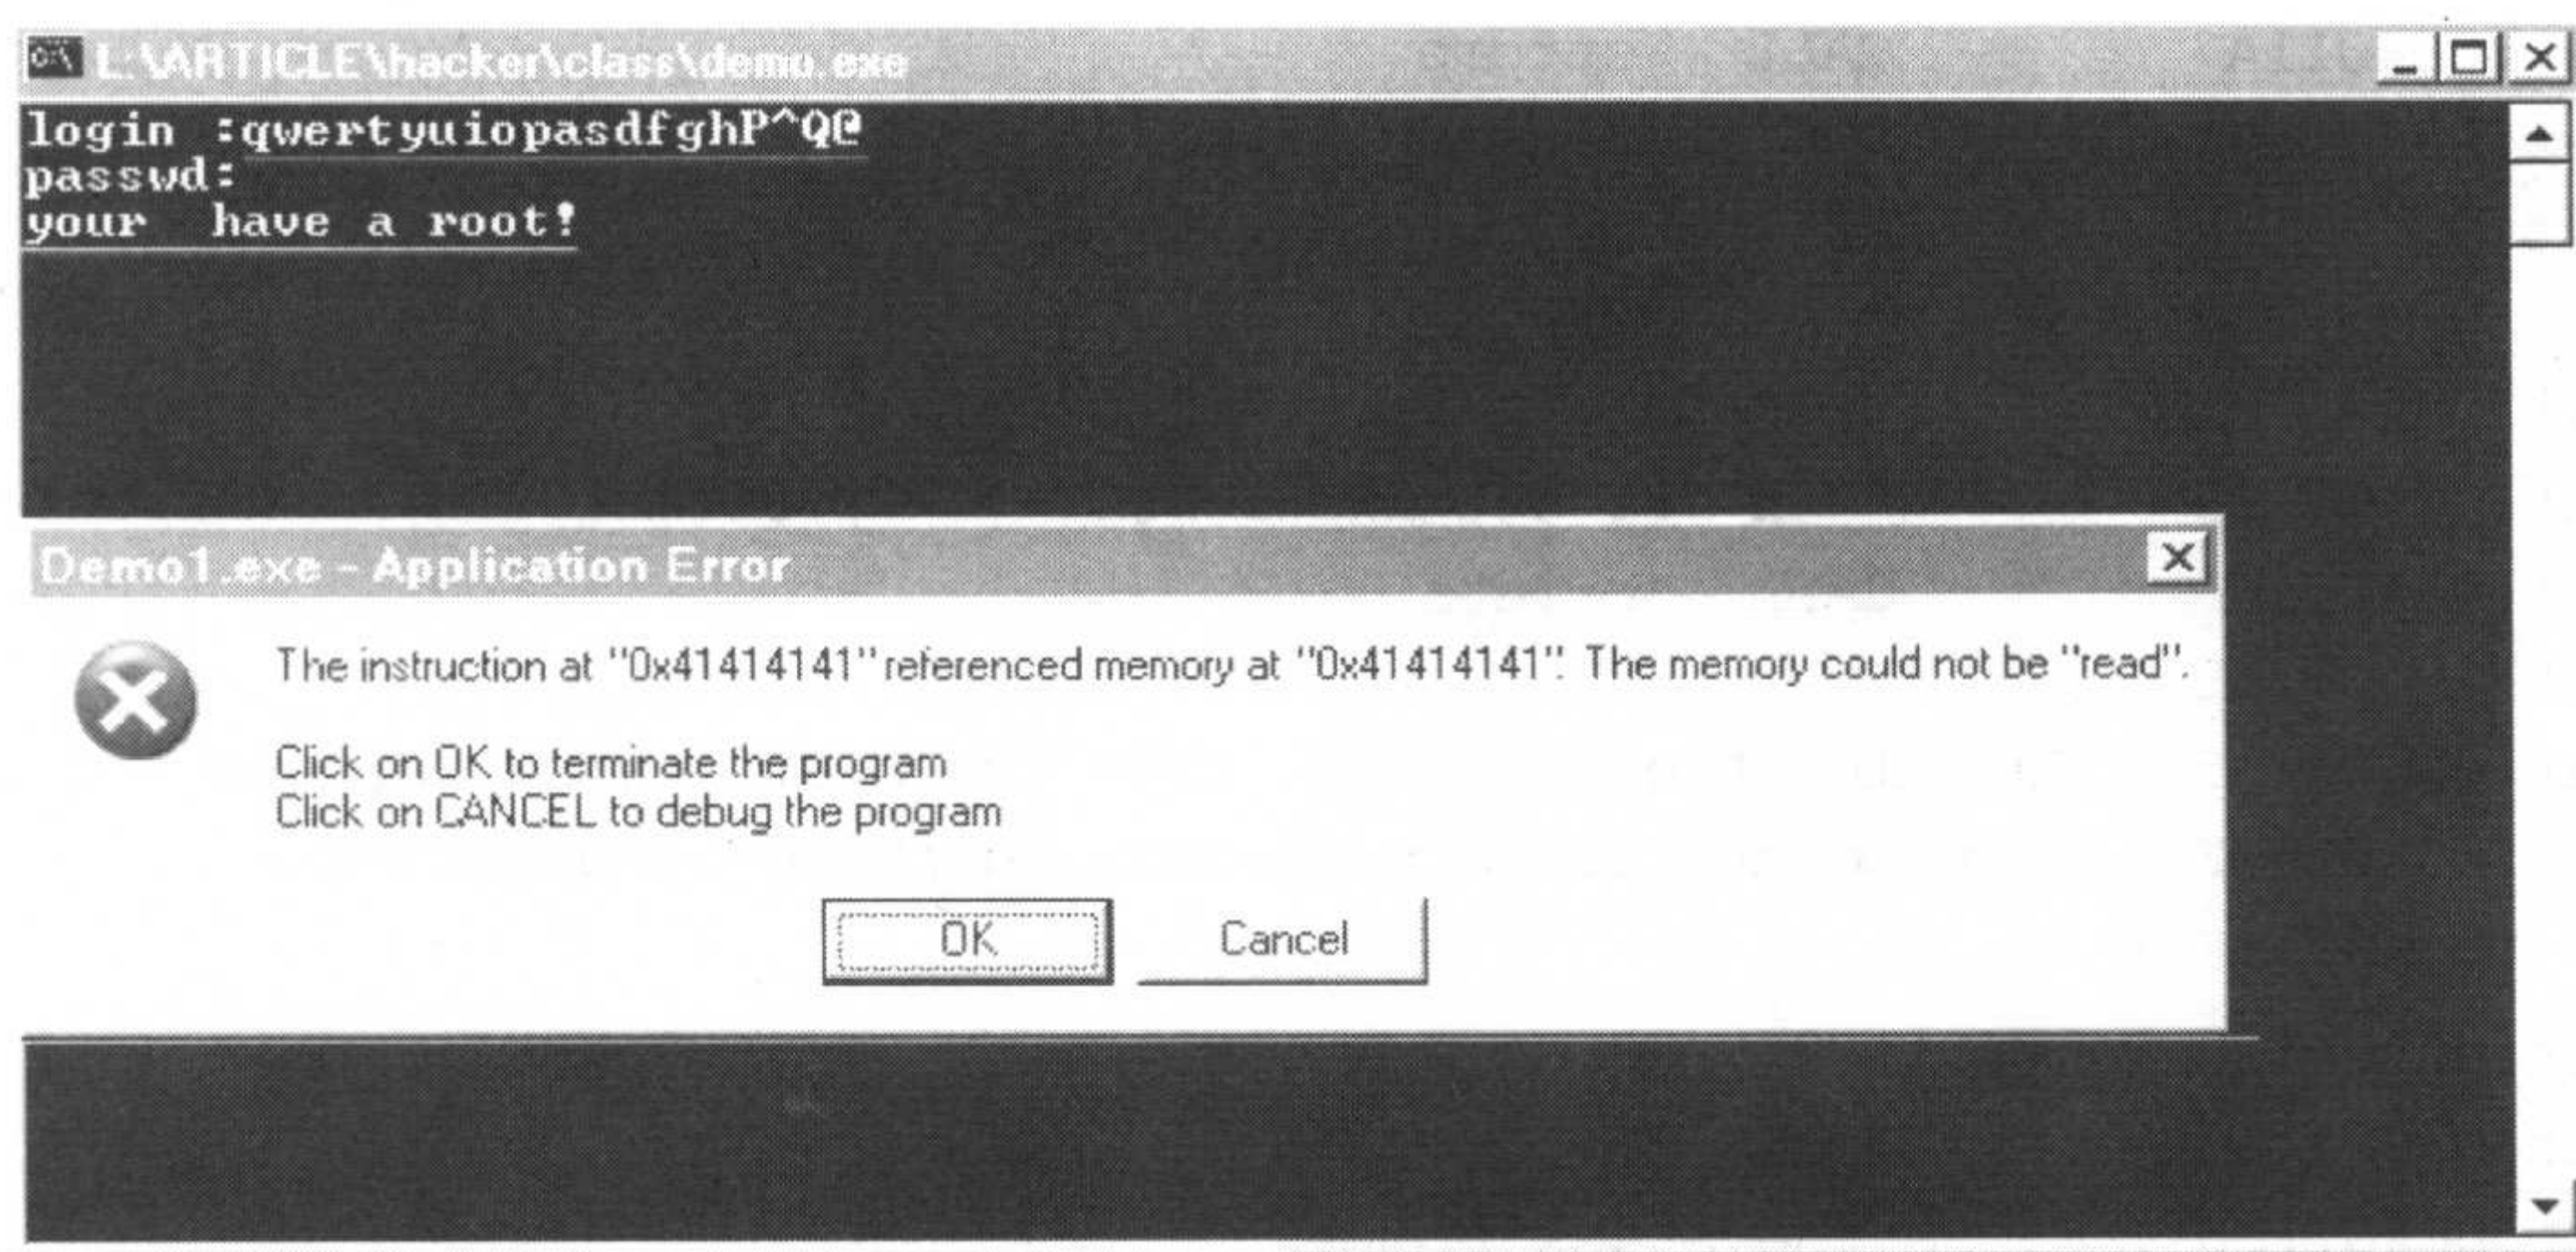 L:\ARTICLE\hacker\class\demo.exe
login :qwertyuiopasdfghP^Q@
passwd:
your  have a root!
Demo1.exe - Application Error
The instruction at "0x41414141" referenced memory at "0x41414141". The memory could not be "read".
Click on OK to terminate the program
Click on CANCEL to debug the program
OK
Cancel